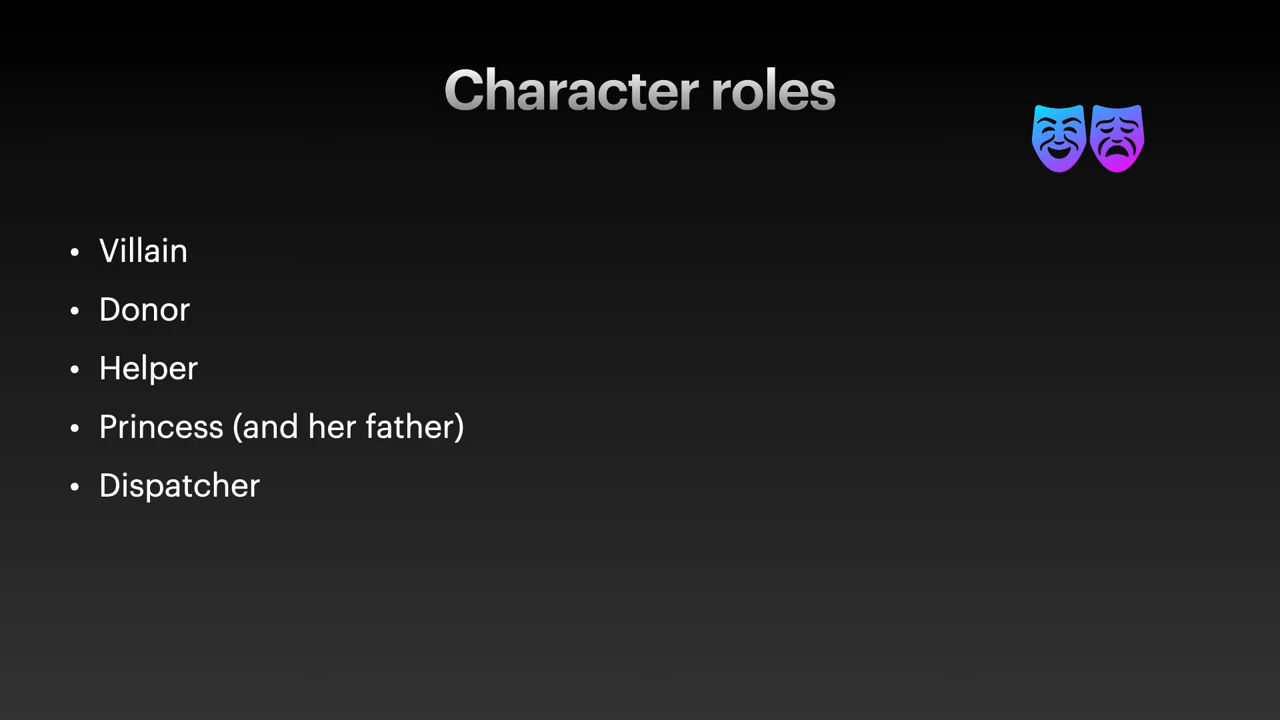 Character roles
• Villain
• Donor
• Helper
• Princess (and her father)
• Dispatcher